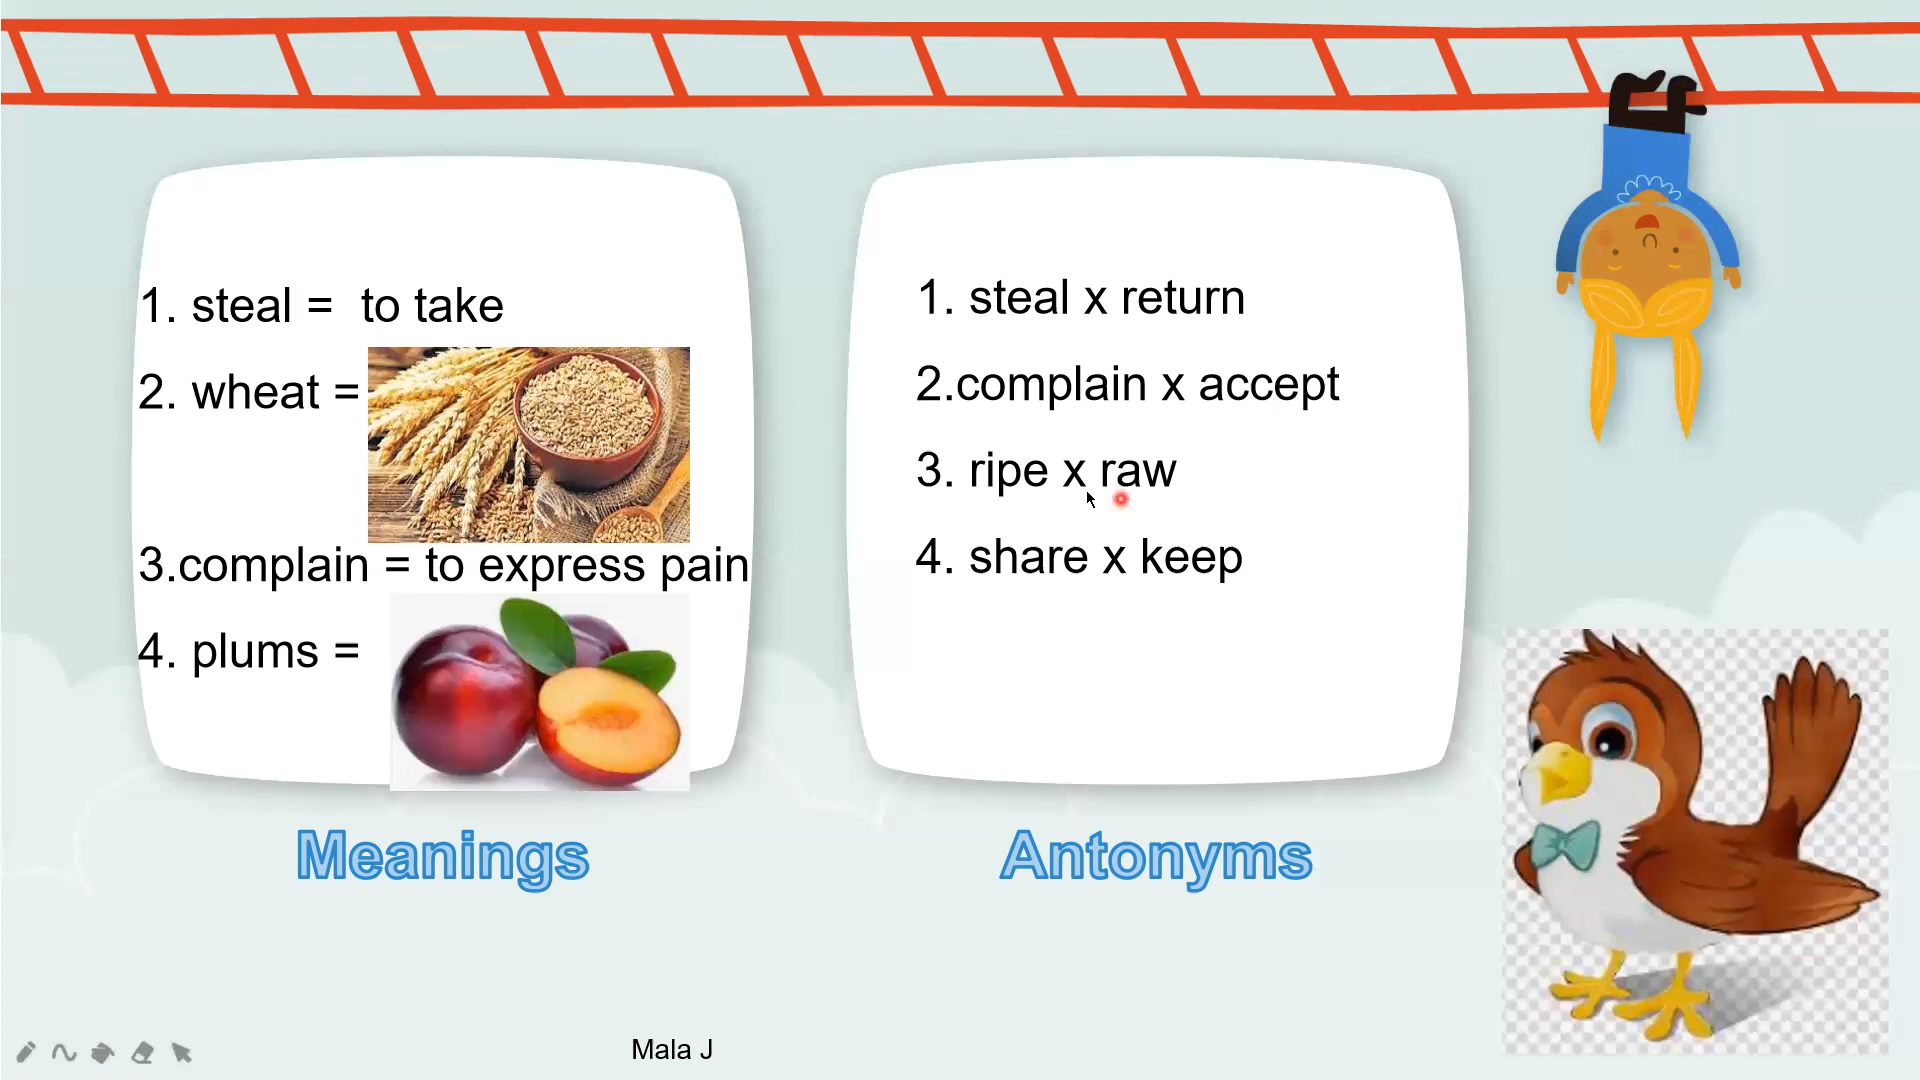 1. steal =  to take
2. wheat =
3.complain = to express pain
4. plums =
Meanings
1. steal x return
2.complain x accept
3. ripe x raw
4. share x keep
Antonyms
Mala J